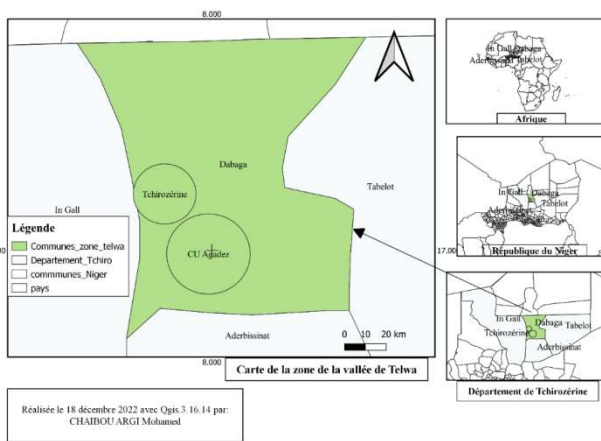 8.000
Dabaga
Tchirozérine
Tabelot
In Gall
CU Agadez
Légende
Communes_zone_telwa
Departement_Tchiro
commmunes_Niger
pays
17.00
Aderbissinat
0 10 20 km
8.000
Carte de la zone de la vallée de Telwa
In Gall Dabaga
Tabelot
Afrique
Dabaga
Tabelot
République du Niger
In Gall
Dabaga
Tabelot
Tchirozérine
Aderbissinat
Département de Tchirozérine
Réalisée le 18 décembre 2022 avec Qgis.3.16.14 par:
CHAIBOU ARGI Mohamed